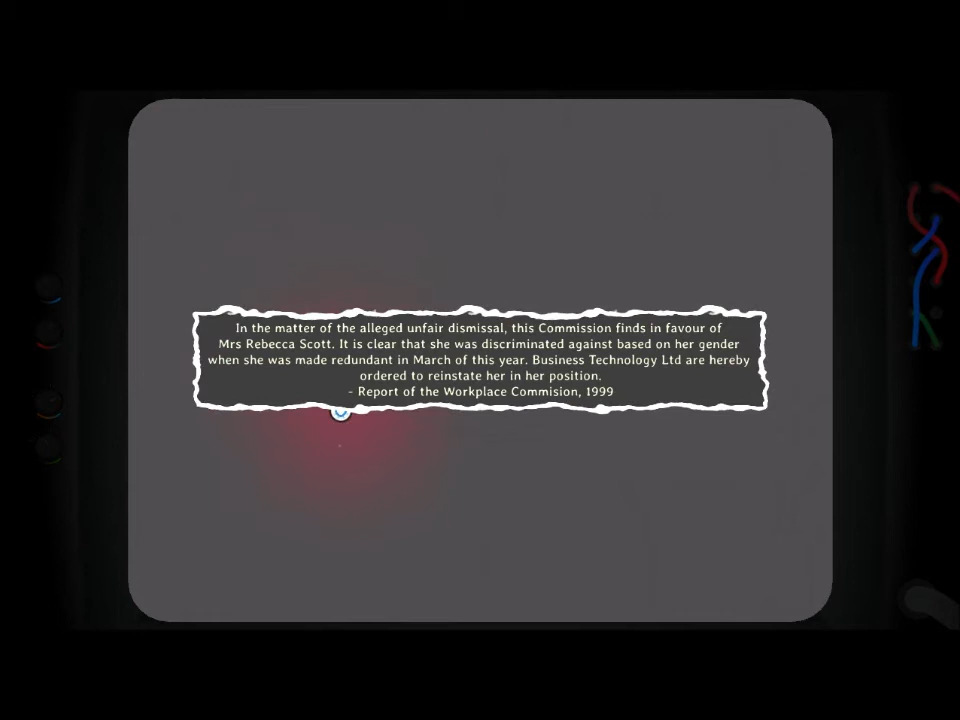 In the matter of the alleged unfair dismissal, this Commission finds in favour of
Mrs Rebecca Scott. It is clear that she was discriminated against based on her gender
when she was made redundant in March of this year. Business Technology Ltd are hereby
ordered to reinstate her in her position.
- Report of the Workplace Commision, 1999